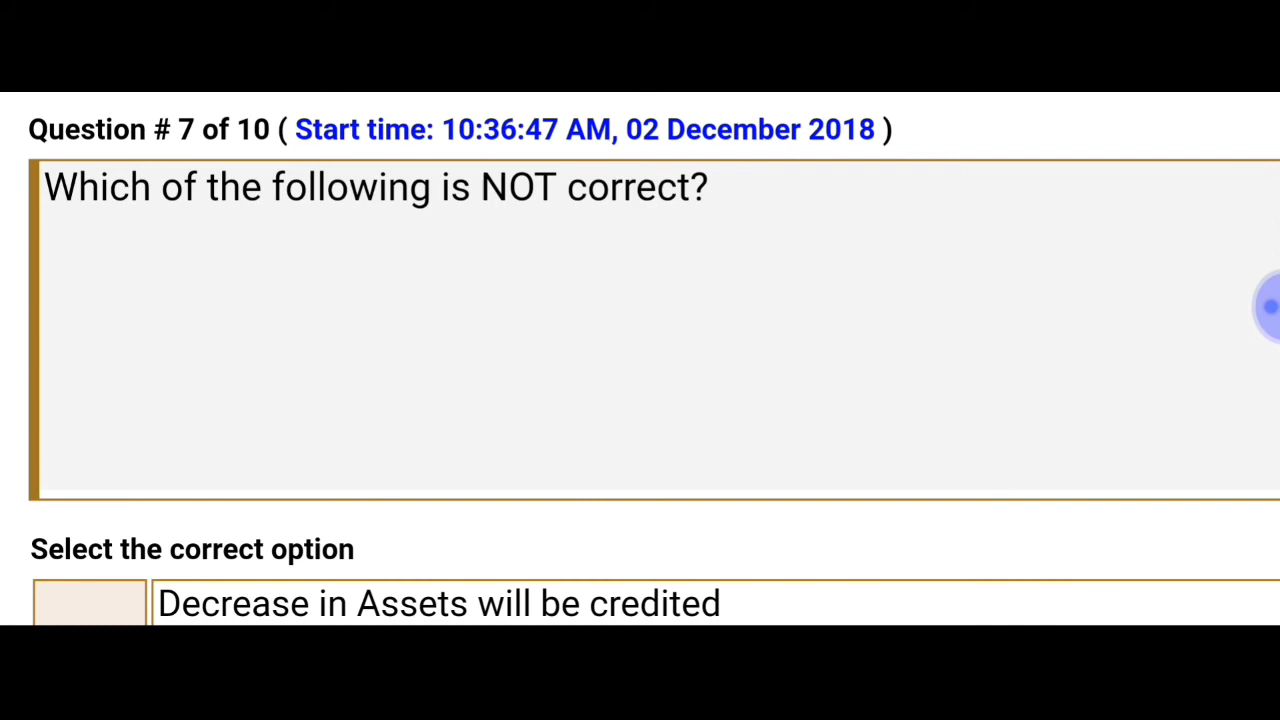 Question # 7 of 10 ( Start time: 10:36:47 AM, 02 December 2018 )
Which of the following is NOT correct?
Select the correct option
Decrease in Assets will be credited